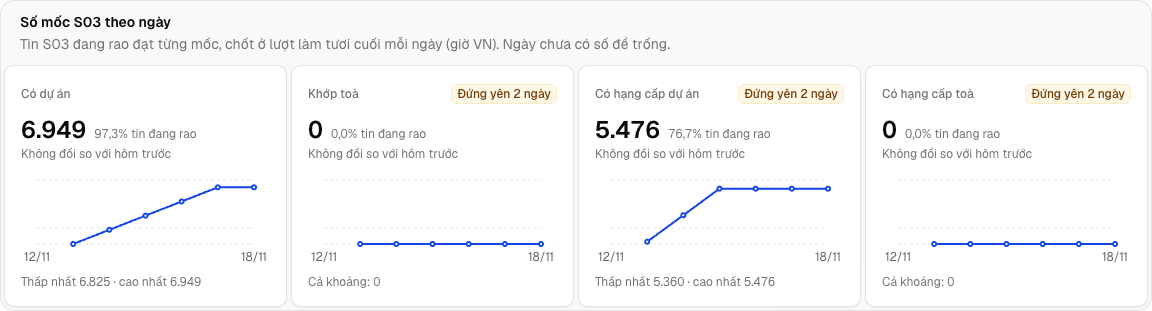 Số mốc S03 theo ngày
Tin S03 đang rao đạt từng mốc, chốt ở lượt làm tươi cuối mỗi ngày (giờ VN). Ngày chưa có số để trống.
Có dự án
6.949 97,3% tin đang rao
Không đổi so với hôm trước
12/11 18/11
Thấp nhất 6.825 · cao nhất 6.949
Khớp toà Đứng yên 2 ngày
0 0,0% tin đang rao
Không đổi so với hôm trước
12/11 18/11
Cả khoảng: 0
Có hạng cấp dự án Đứng yên 2 ngày
5.476 76,7% tin đang rao
Không đổi so với hôm trước
12/11 18/11
Thấp nhất 5.360 · cao nhất 5.476
Có hạng cấp toà Đứng yên 2 ngày
0 0,0% tin đang rao
Không đổi so với hôm trước
12/11 18/11
Cả khoảng: 0